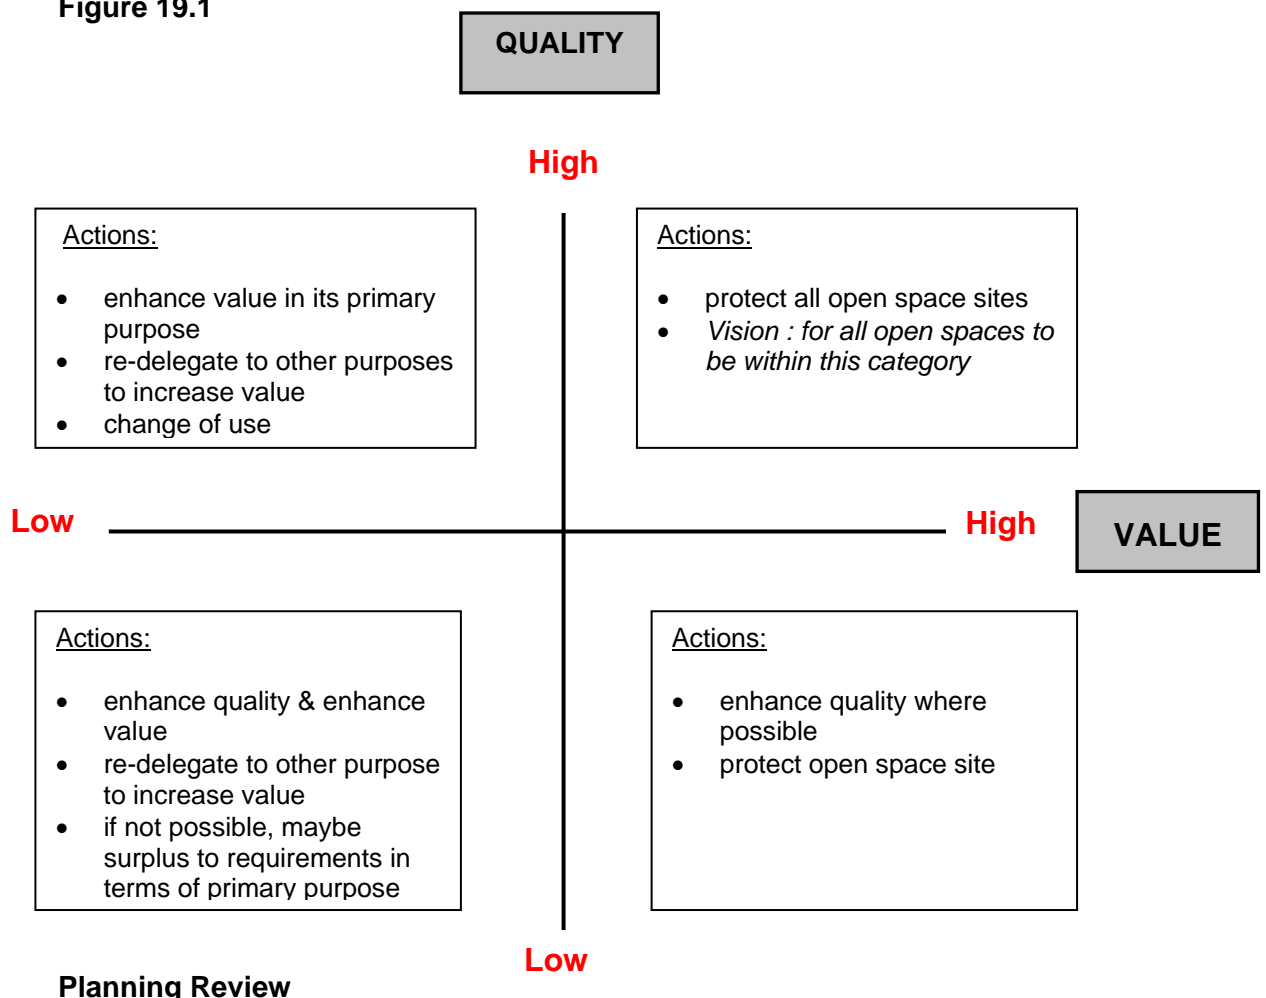 Figure 19.1
QUALITY
High
Actions:
• enhance value in its primary
purpose
• re-delegate to other purposes
to increase value
• change of use
Actions:
• protect all open space sites
• Vision : for all open spaces to
be within this category
Low
High
VALUE
Actions:
• enhance quality & enhance
value
• re-delegate to other purpose
to increase value
• if not possible, maybe
surplus to requirements in
terms of primary purpose
Actions:
• enhance quality where
possible
• protect open space site
Low
Planning Review